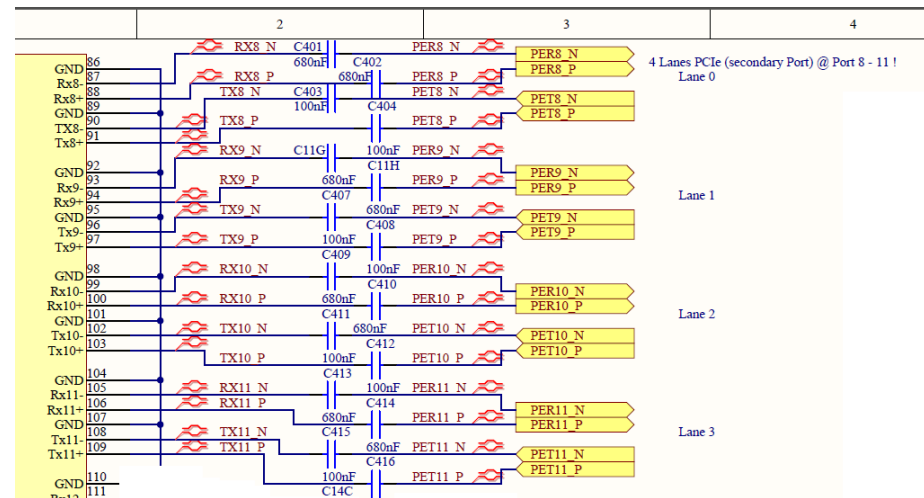 2 3 4
86 RX8_N C401 PER8_N PER8_N
GND 680nF C402 4 Lanes PCIe (secondary Port) @ Port 8 - 11 !
87 RX8_P 680nF PER8_P PER8_P Lane 0
Rx8-
88 TX8_N C403 PET8_N PET8_N
Rx8+
89 100nF C404 PET8_P
GND
90 TX8_P PET8_P
TX8-
91
Tx8+
RX9_N C11G 100nF PER9_N
92 C11H PER9_N
GND
93 RX9_P 680nF PER9_P PER9_P
Rx9- Lane 1
94 C407
Rx9+
95 TX9_N 680nF PET9_N PET9_N
GND
96 C408 PET9_P
Tx9-
97 TX9_P 100nF PET9_P
Tx9+
C409
98 RX10_N 100nF PER10_N
GND
99 C410 PER10_N
Rx10-
100 RX10_P 680nF PER10_P PER10_P
Rx10+
101 C411 Lane 2
GND
102 TX10_N 680nF PET10_N PET10_N
Tx10-
103 C412 PET10_P
Tx10+
TX10_P 100nF PET10_P
104 C413
GND
105 RX11_N 100nF PER11_N
Rx11-
106 RX11_P C414 PER11_N
Rx11+
107 680nF PER11_P PER11_P
GND
108 TX11_N C415 Lane 3
Tx11-
109 TX11_P 680nF PET11_N PET11_N
Tx11+
C416 PET11_P
110 100nF PET11_P
GND
111 C14C